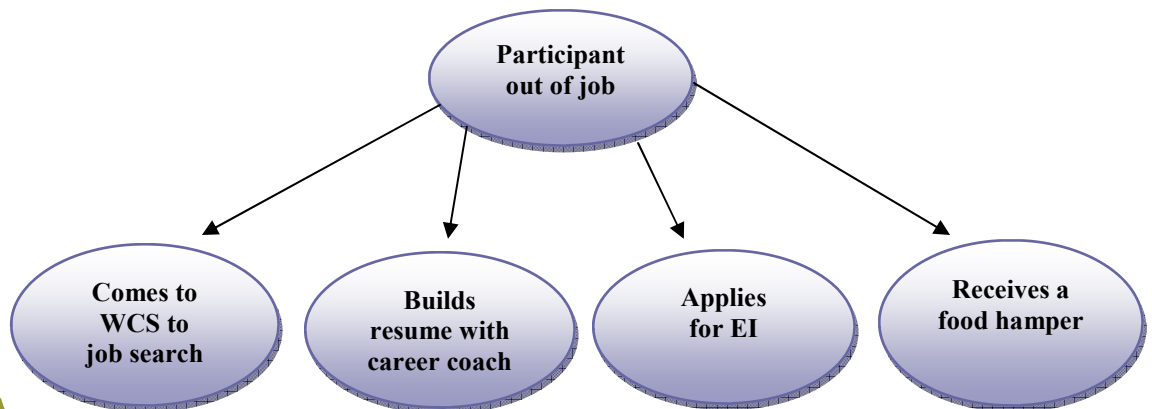 Participant
out of job
Comes to
WCS to
job search
Builds
resume with
career coach
Applies
for EI
Receives a
food hamper